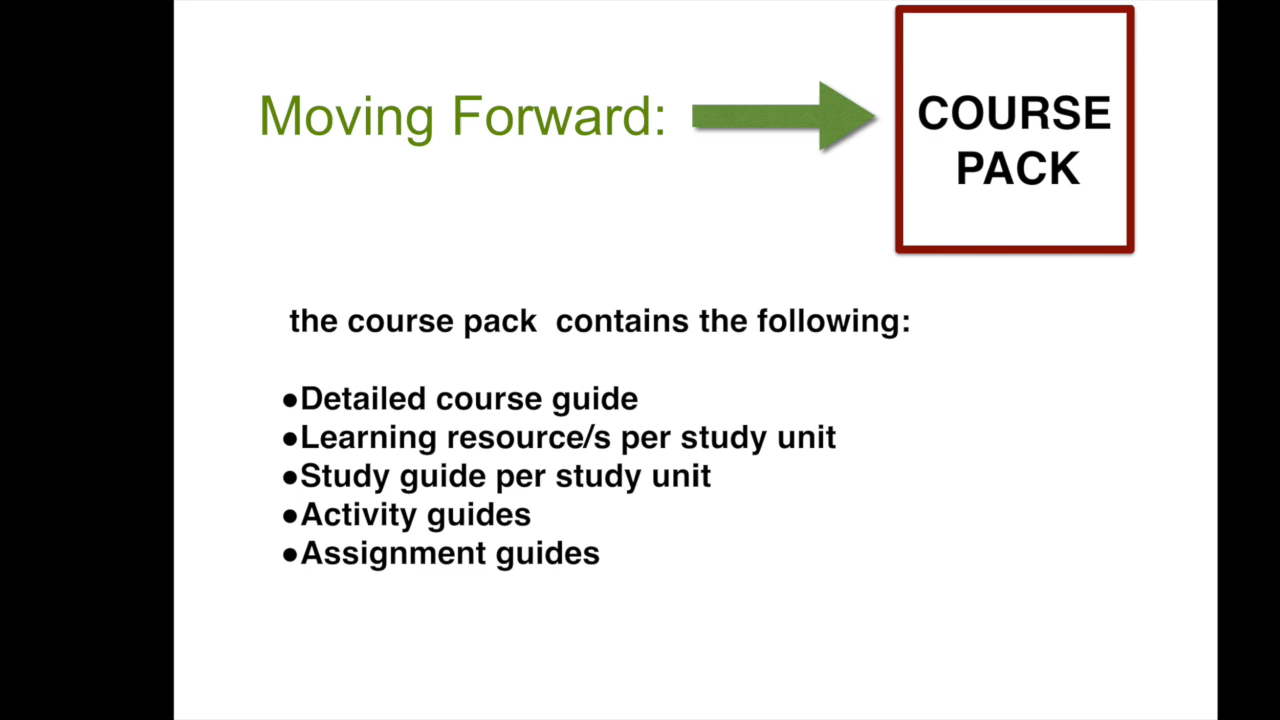 Moving Forward:
COURSE
PACK
the course pack  contains the following:
●Detailed course guide
●Learning resource/s per study unit
●Study guide per study unit
●Activity guides
●Assignment guides